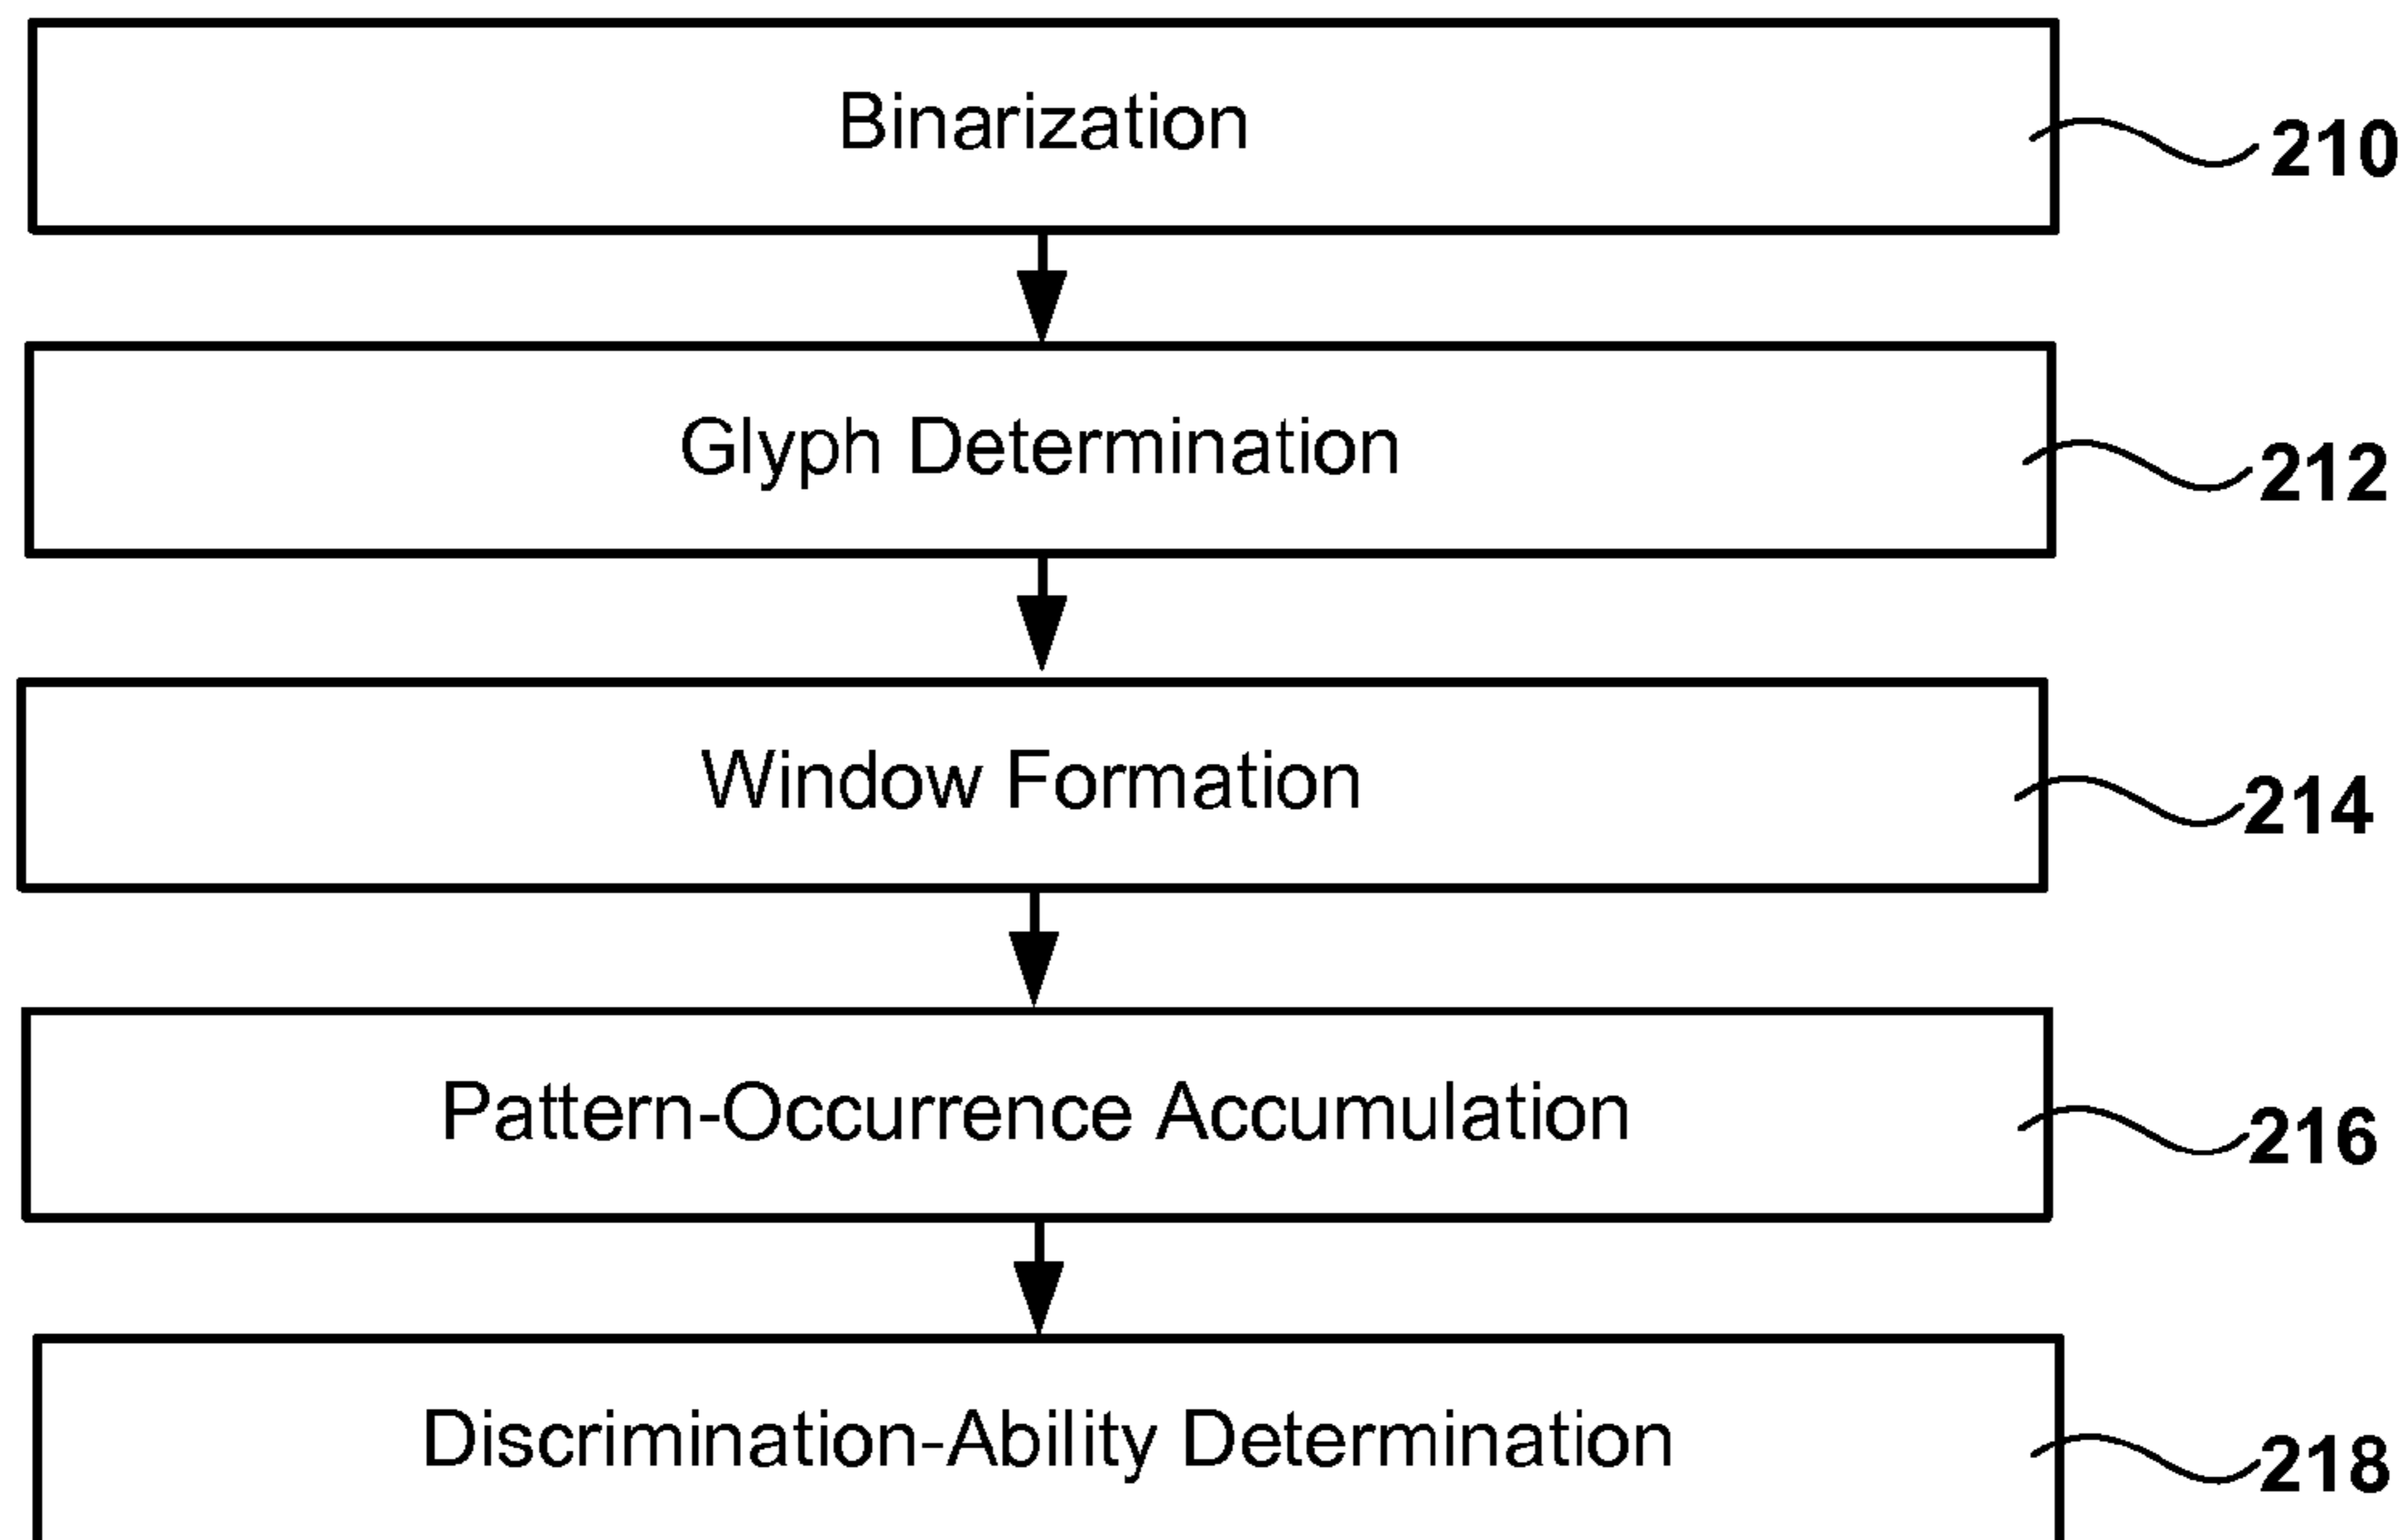 Binarization
210
Glyph Determination
212
Window Formation
214
Pattern-Occurrence Accumulation
216
Discrimination-Ability Determination
218